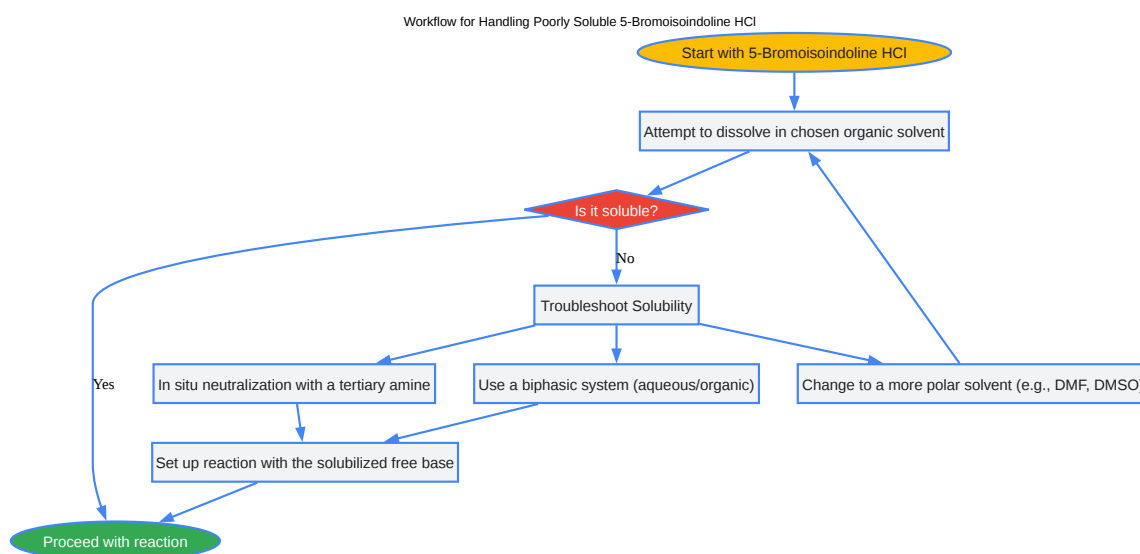 Workflow for Handling Poorly Soluble 5-Bromoisoindoline HCl
Start with 5-Bromoisoindoline HCl
Attempt to dissolve in chosen organic solvent
Is it soluble?
No
Troubleshoot Solubility
Yes
In situ neutralization with a tertiary amine
Use a biphasic system (aqueous/organic)
Change to a more polar solvent (e.g., DMF, DMSO)
Set up reaction with the solubilized free base
Proceed with reaction